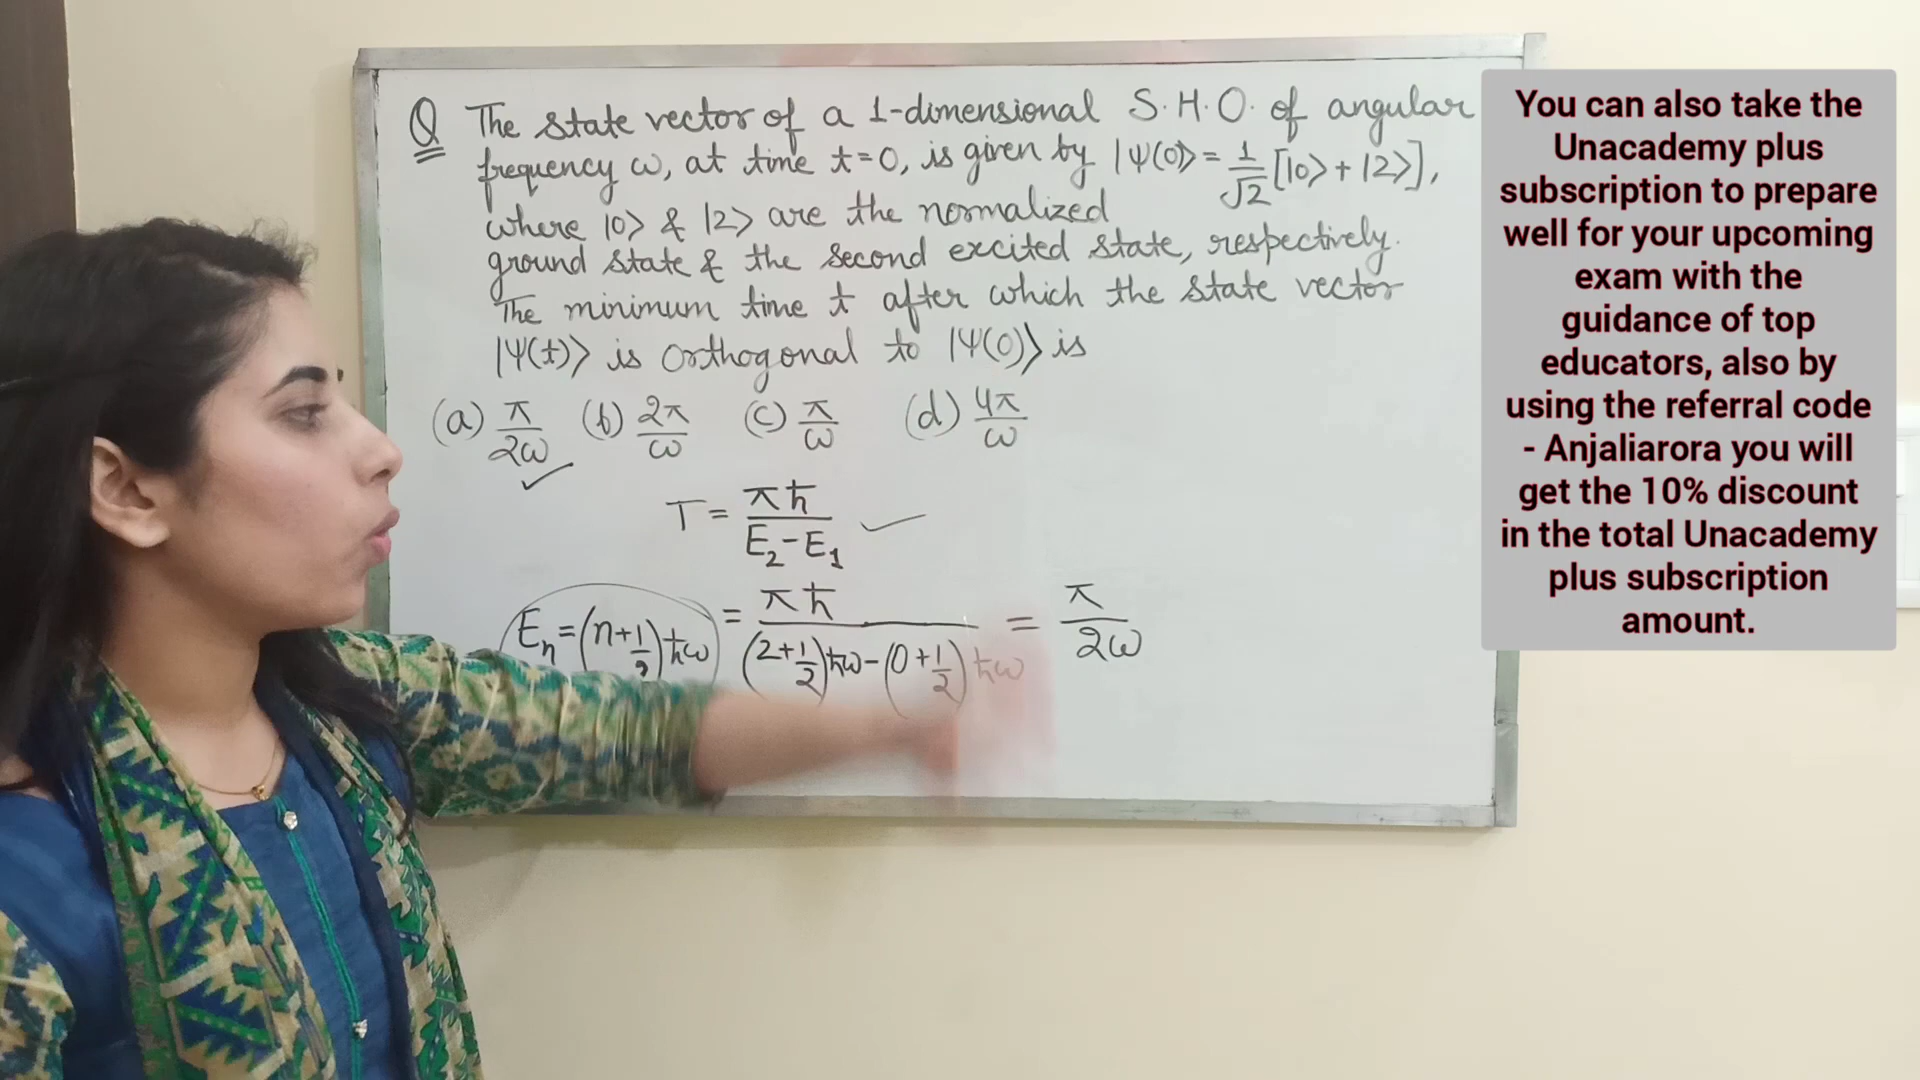 Q The state vector of a 1-dimensional S.H.O. of angular
frequency ω, at time t=0, is given by |Ψ(0)⟩ = 1/√2 [|0⟩ + |2⟩],
where |0⟩ & |2⟩ are the normalized
ground state & the second excited state, respectively.
The minimum time t after which the state vector
|Ψ(t)⟩ is orthogonal to |Ψ(0)⟩ is
(a) π/2ω (b) 2π/ω (c) π/ω (d) 4π/ω
T = πħ/(E₂-E₁)
Eₙ = (n+1/2)ħω = πħ/((2+1/2)ħω-(0+1/2)ħω) = π/2ω
You can also take the
Unacademy plus
subscription to prepare
well for your upcoming
exam with the
guidance of top
educators, also by
using the referral code
- Anjaliarora you will
get the 10% discount
in the total Unacademy
plus subscription
amount.